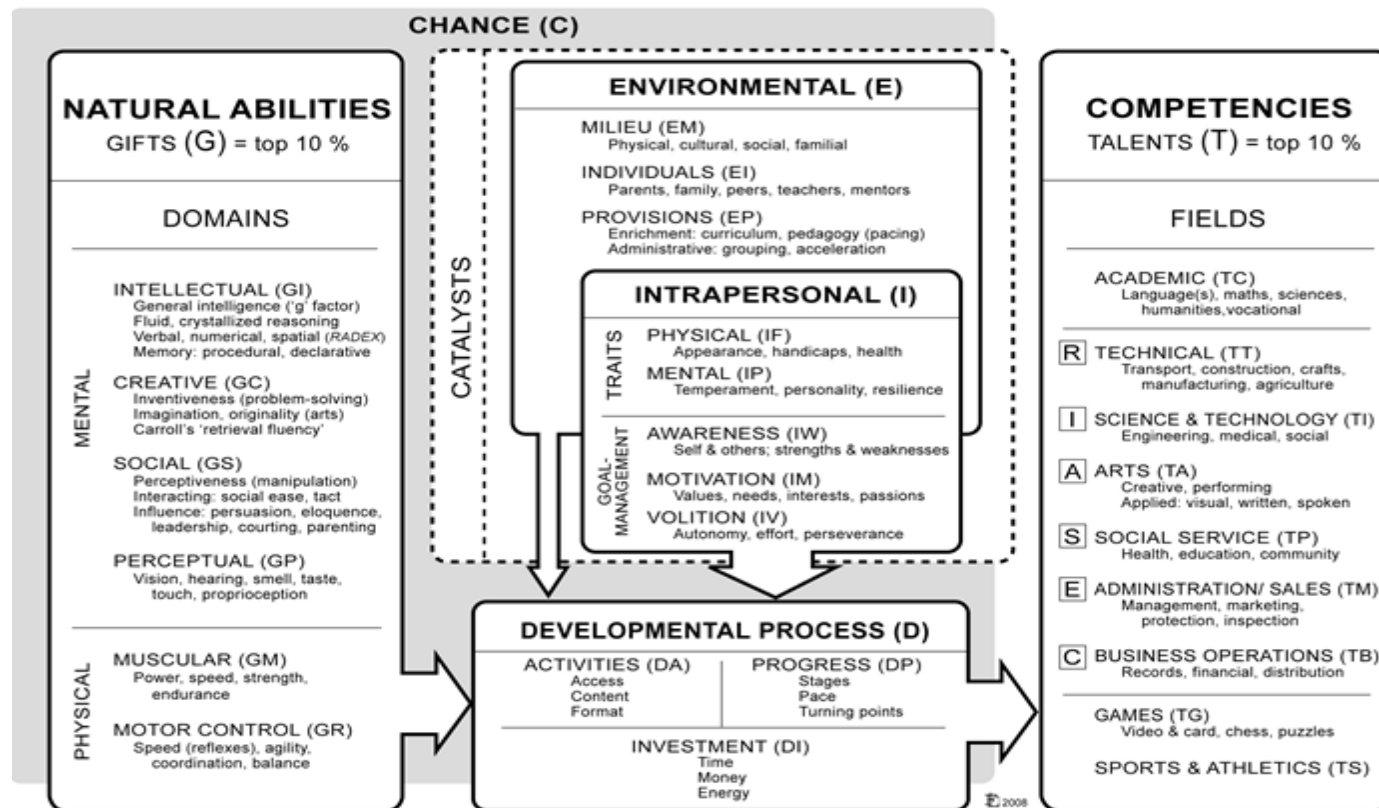 CHANCE (C)
NATURAL ABILITIES
GIFTS (G) = top 10 %
DOMAINS
MENTAL
INTELLECTUAL (GI)
General intelligence ('g' factor)
Fluid, crystallized reasoning
Verbal, numerical, spatial (RADEX)
Memory: procedural, declarative
CREATIVE (GC)
Inventiveness (problem-solving)
Imagination, originality (arts)
Carroll's 'retrieval fluency'
SOCIAL (GS)
Perceptiveness (manipulation)
Interacting: social ease, tact
Influence: persuasion, eloquence,
leadership, courting, parenting
PERCEPTUAL (GP)
Vision, hearing, smell, taste,
touch, proprioception
PHYSICAL
MUSCULAR (GM)
Power, speed, strength,
endurance
MOTOR CONTROL (GR)
Speed (reflexes), agility,
coordination, balance
CATALYSTS
ENVIRONMENTAL (E)
MILIEU (EM)
Physical, cultural, social, familial
INDIVIDUALS (EI)
Parents, family, peers, teachers, mentors
PROVISIONS (EP)
Enrichment: curriculum, pedagogy (pacing)
Administrative: grouping, acceleration
INTRAPERSONAL (I)
TRAITS
PHYSICAL (IF)
Appearance, handicaps, health
MENTAL (IP)
Temperament, personality, resilience
GOAL-
MANAGEMENT
AWARENESS (IW)
Self & others; strengths & weaknesses
MOTIVATION (IM)
Values, needs, interests, passions
VOLITION (IV)
Autonomy, effort, perseverance
DEVELOPMENTAL PROCESS (D)
ACTIVITIES (DA)
Access
Content
Format
PROGRESS (DP)
Stages
Pace
Turning points
INVESTMENT (DI)
Time
Money
Energy
2008
COMPETENCIES
TALENTS (T) = top 10 %
FIELDS
ACADEMIC (TC)
Language(s), maths, sciences,
humanities,vocational
R TECHNICAL (TT)
Transport, construction, crafts,
manufacturing, agriculture
I SCIENCE & TECHNOLOGY (TI)
Engineering, medical, social
A ARTS (TA)
Creative, performing
Applied: visual, written, spoken
S SOCIAL SERVICE (TP)
Health, education, community
E ADMINISTRATION/ SALES (TM)
Management, marketing,
protection, inspection
C BUSINESS OPERATIONS (TB)
Records, financial, distribution
GAMES (TG)
Video & card, chess, puzzles
SPORTS & ATHLETICS (TS)